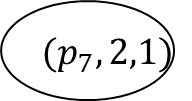 (p₇, 2,1)